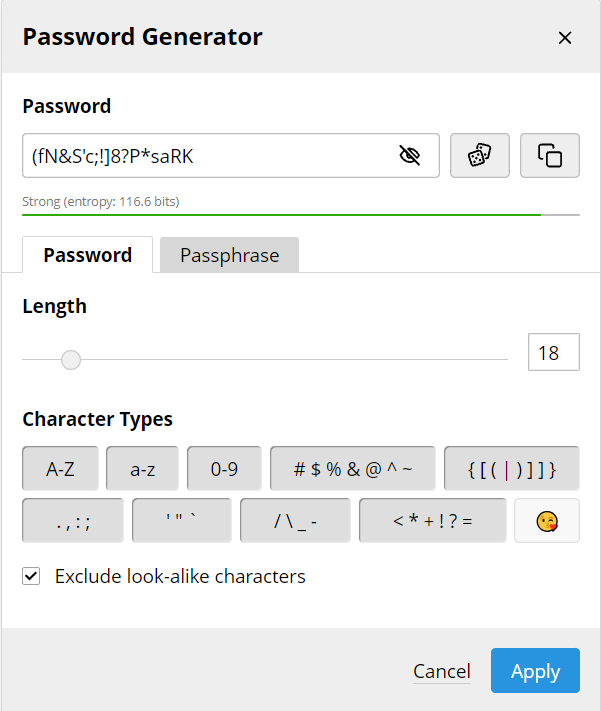 Password Generator
Password
(fN&S'c;!]8?P*saRK
Strong (entropy: 116.6 bits)
Password Passphrase
Length
18
Character Types
A-Z a-z 0-9 # $ % & @ ^ ~ { [ ( | ) ] ] }
. , : ; ' " ` / \ _ - < * + ! ? = 😘
Exclude look-alike characters
Cancel Apply